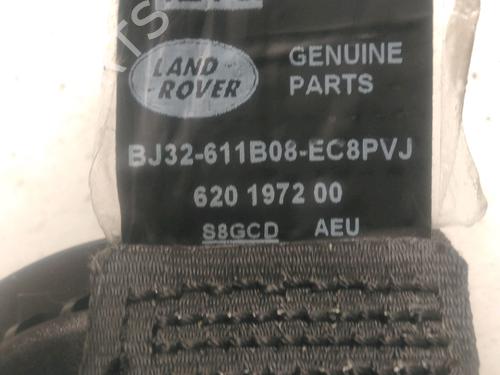 LAND
ROVER
GENUINE
PARTS
BJ32-611B08-EC8PVJ
620 1972 00
S8GCD AEU